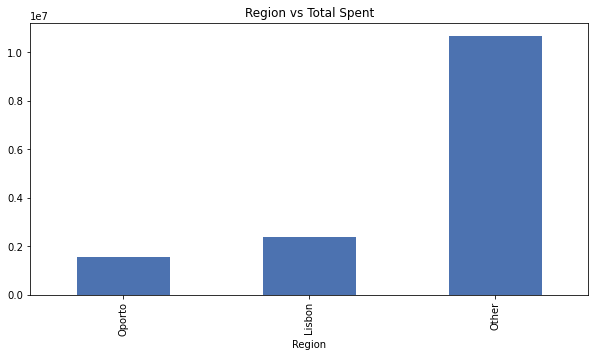 Region vs Total Spent
1e7
1.0
0.8
0.6
0.4
0.2
0.0
Oporto
Lisbon
Other
Region